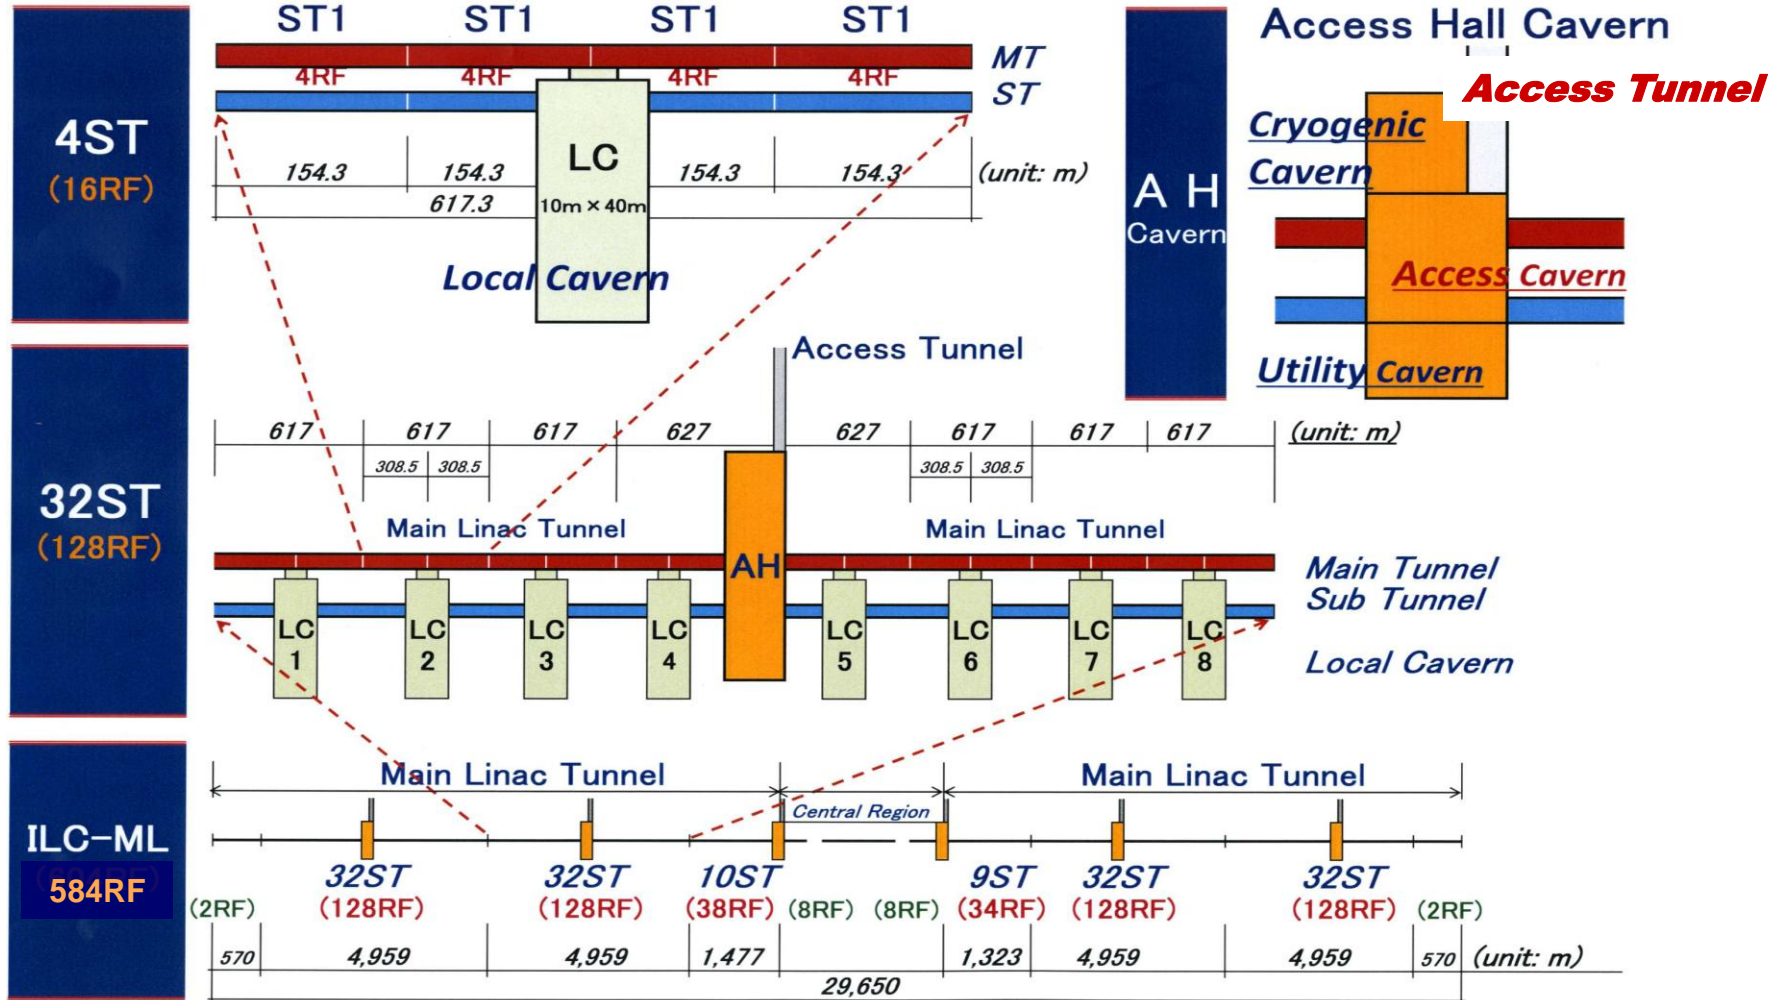 4ST
(16RF)
ST1 ST1 ST1 ST1
MT
4RF 4RF 4RF 4RF
ST
154.3 154.3 154.3 154.3 (unit: m)
617.3
LC
10m×40m
Local Cavern
A H
Cavern
Access Hall Cavern
Access Tunnel
Cryogenic
Cavern
Access Cavern
Utility Cavern
32ST
(128RF)
Access Tunnel
617 617 617 627 627 617 617 617 (unit: m)
308.5 308.5 308.5 308.5
Main Linac Tunnel Main Linac Tunnel
AH
Main Tunnel
Sub Tunnel
LC LC LC LC LC LC LC LC
1 2 3 4 5 6 7 8
Local Cavern
ILC-ML
584RF
Main Linac Tunnel Main Linac Tunnel
Central Region
32ST 32ST 10ST 9ST 32ST 32ST
(2RF) (128RF) (128RF) (38RF) (8RF) (8RF) (34RF) (128RF) (128RF) (2RF)
570 4,959 4,959 1,477 1,323 4,959 4,959 570 (unit: m)
29,650